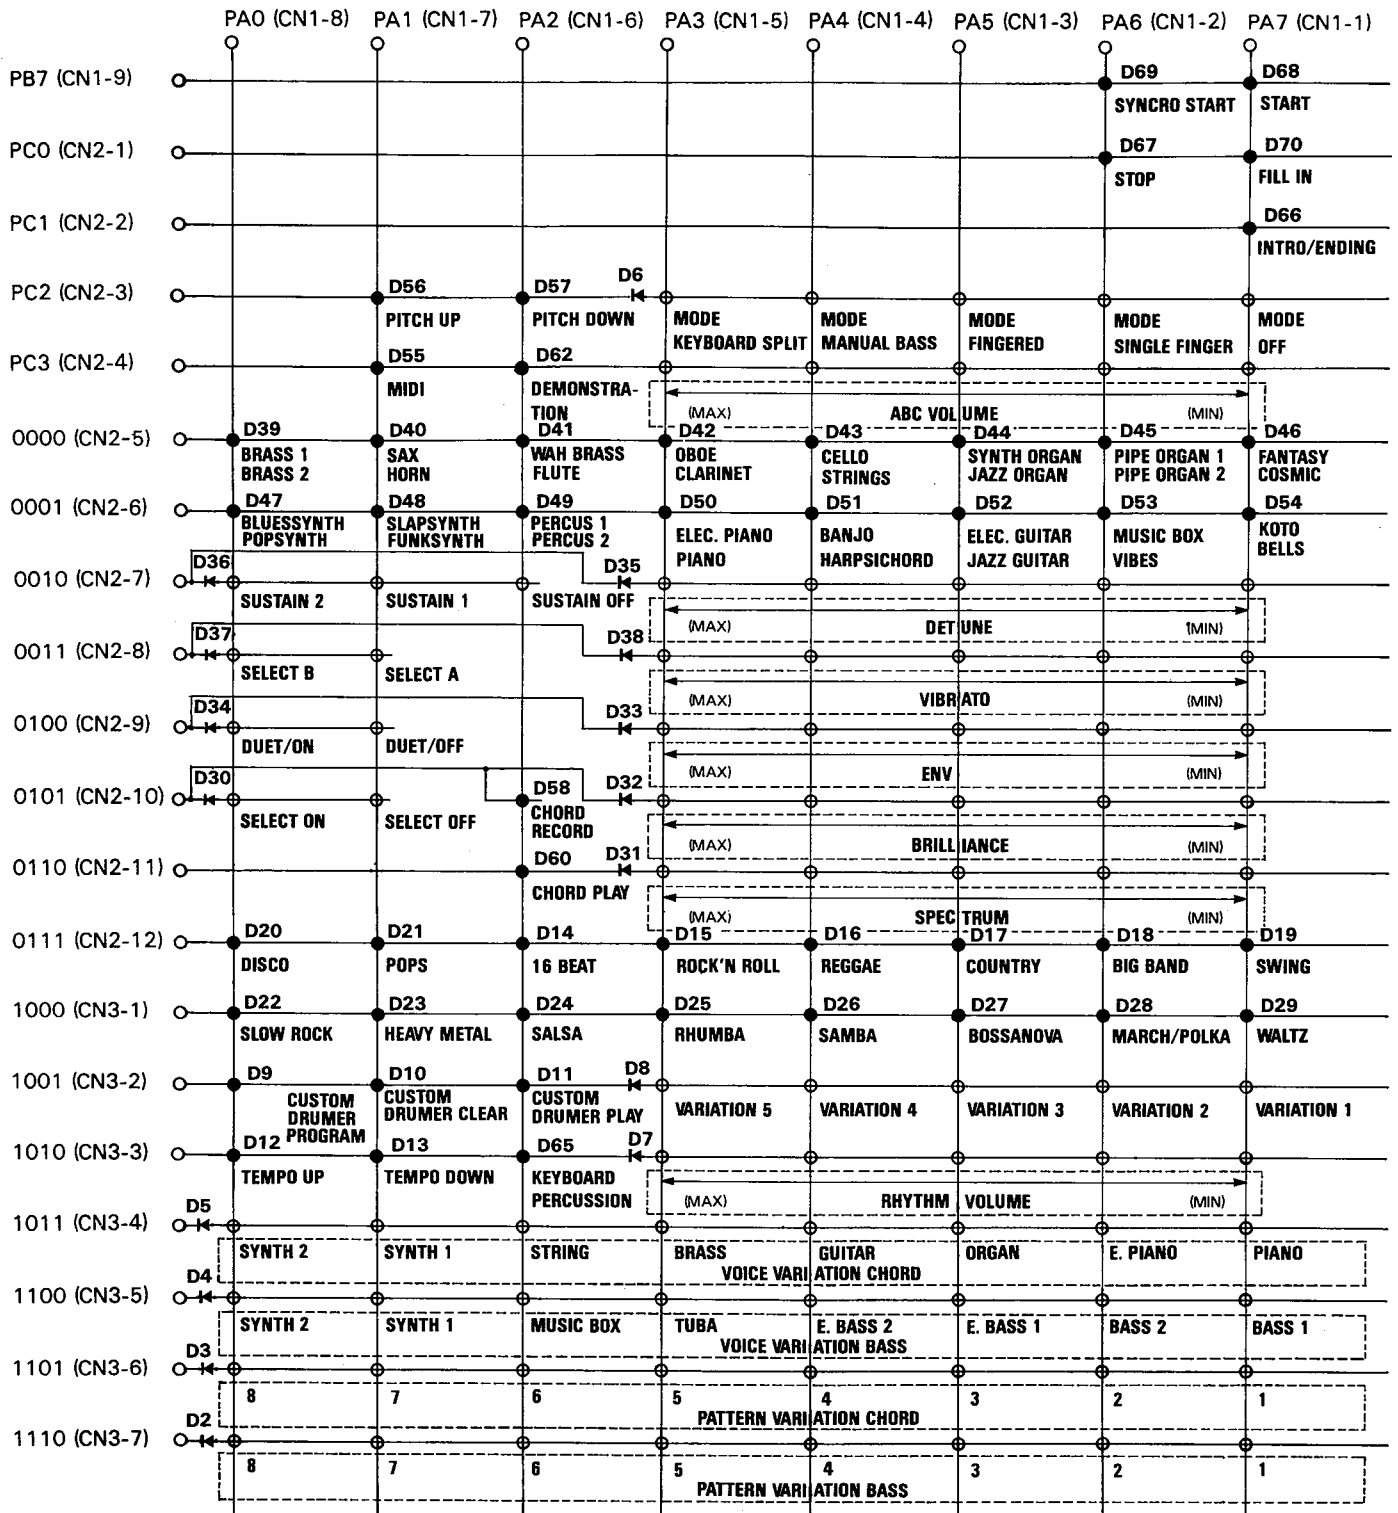 PA0 (CN1-8) PA1 (CN1-7) PA2 (CN1-6) PA3 (CN1-5) PA4 (CN1-4) PA5 (CN1-3) PA6 (CN1-2) PA7 (CN1-1)
PB7 (CN1-9) D69 D68
SYNCRO START START
PC0 (CN2-1) D67 D70
STOP FILL IN
PC1 (CN2-2) D66
INTRO/ENDING
PC2 (CN2-3) D56 D57 D6
PITCH UP PITCH DOWN MODE MODE MODE MODE MODE
KEYBOARD SPLIT MANUAL BASS FINGERED SINGLE FINGER OFF
PC3 (CN2-4) D55 D62
MIDI DEMONSTRA-
TION (MAX) ABC VOLUME (MIN)
0000 (CN2-5) D39 D40 D41 D42 D43 D44 D45 D46
BRASS 1 SAX WAH BRASS OBOE CELLO SYNTH ORGAN PIPE ORGAN 1 FANTASY
BRASS 2 HORN FLUTE CLARINET STRINGS JAZZ ORGAN PIPE ORGAN 2 COSMIC
0001 (CN2-6) D47 D48 D49 D50 D51 D52 D53 D54
BLUESSYNTH SLAPSYNTH PERCUS 1 ELEC. PIANO BANJO ELEC. GUITAR MUSIC BOX KOTO
POPSYNTH FUNKSYNTH PERCUS 2 PIANO HARPSICHORD JAZZ GUITAR VIBES BELLS
0010 (CN2-7) D36 D35
SUSTAIN 2 SUSTAIN 1 SUSTAIN OFF
(MAX) DETUNE (MIN)
0011 (CN2-8) D37 D38
SELECT B SELECT A
(MAX) VIBRATO (MIN)
0100 (CN2-9) D34 D33
DUET/ON DUET/OFF
(MAX) ENV (MIN)
0101 (CN2-10) D30 D58 D32
SELECT ON SELECT OFF CHORD
RECORD
(MAX) BRILLIANCE (MIN)
0110 (CN2-11) D60 D31
CHORD PLAY
(MAX) SPECTRUM (MIN)
0111 (CN2-12) D20 D21 D14 D15 D16 D17 D18 D19
DISCO POPS 16 BEAT ROCK'N ROLL REGGAE COUNTRY BIG BAND SWING
1000 (CN3-1) D22 D23 D24 D25 D26 D27 D28 D29
SLOW ROCK HEAVY METAL SALSA RHUMBA SAMBA BOSSANOVA MARCH/POLKA WALTZ
1001 (CN3-2) D9 D10 D11 D8
CUSTOM CUSTOM CUSTOM VARIATION 5 VARIATION 4 VARIATION 3 VARIATION 2 VARIATION 1
DRUMER DRUMER CLEAR DRUMER PLAY
PROGRAM
1010 (CN3-3) D12 D13 D65 D7
TEMPO UP TEMPO DOWN KEYBOARD
PERCUSSION (MAX) RHYTHM VOLUME (MIN)
1011 (CN3-4) D5
SYNTH 2 SYNTH 1 STRING BRASS GUITAR ORGAN E. PIANO PIANO
VOICE VARIATION CHORD
1100 (CN3-5) D4
SYNTH 2 SYNTH 1 MUSIC BOX TUBA E. BASS 2 E. BASS 1 BASS 2 BASS 1
VOICE VARIATION BASS
1101 (CN3-6) D3
8 7 6 5 4 3 2 1
PATTERN VARIATION CHORD
1110 (CN3-7) D2
8 7 6 5 4 3 2 1
PATTERN VARIATION BASS